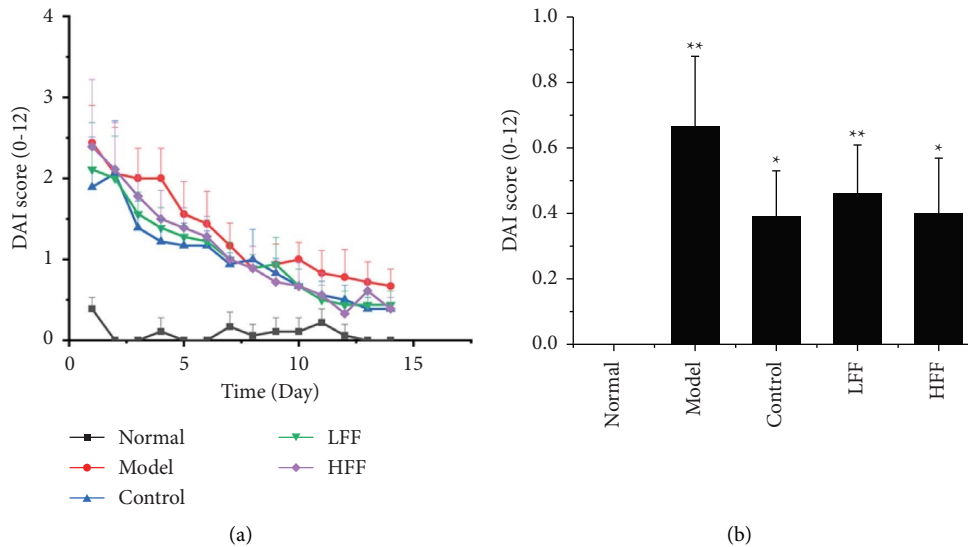 4
3
2
1
0
DAI score (0-12)
0
5
10
15
Time (Day)
Normal
Model
Control
LFF
HFF
(a)
1.0
0.8
0.6
0.4
0.2
0.0
DAI score (0-12)
**
*
**
*
Normal
Model
Control
LFF
HFF
(b)